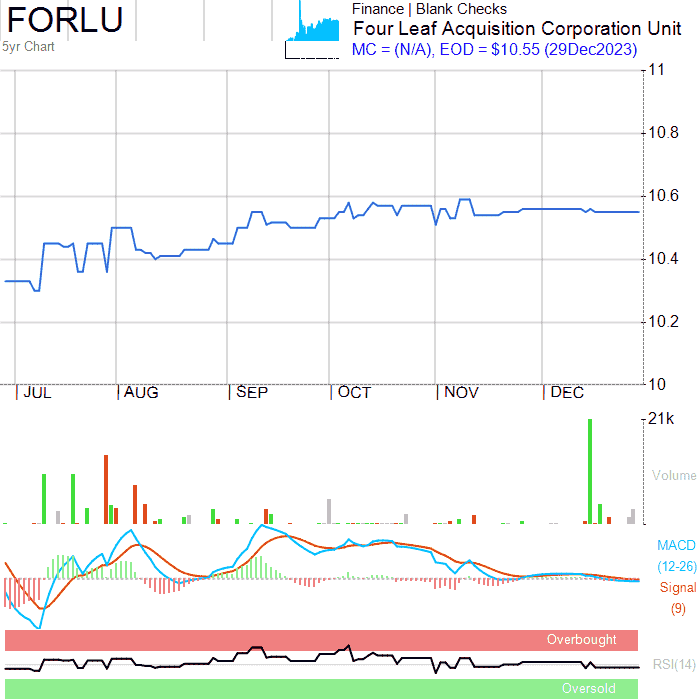 FORLU
5yr Chart
Finance | Blank Checks
Four Leaf Acquisition Corporation Unit
MC = (N/A), EOD = $10.55 (29Dec2023)
11
10.8
10.6
10.4
10.2
10
JUL AUG SEP OCT NOV DEC
21k
Volume
MACD
(12-26)
Signal
(9)
Overbought
RSI(14)
Oversold